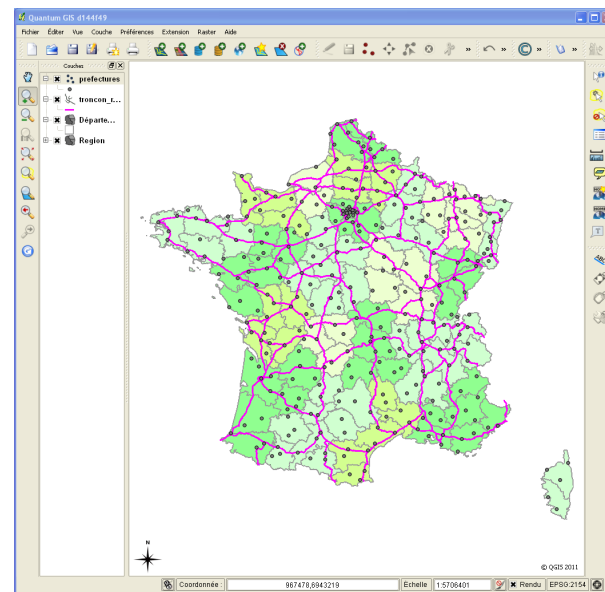 Quantum GIS d144f49
Fichier Éditer Vue Couche Préférences Extension Raster Aide
Couches
prefectures
troncon_r...
Départe...
Region
N
© QGIS 2011
Coordonnée : 967478,6943219 Echelle 1:5706401 Rendu EPSG:2154